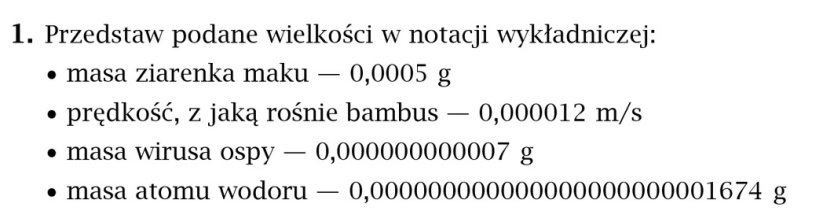 1. Przedstaw podane wielkości w notacji wykładniczej:
• masa ziarenka maku — 0,0005 g
• prędkość, z jaką rośnie bambus — 0,000012 m/s
• masa wirusa ospy — 0,000000000007 g
• masa atomu wodoru — 0,000000000000000000000001674 g